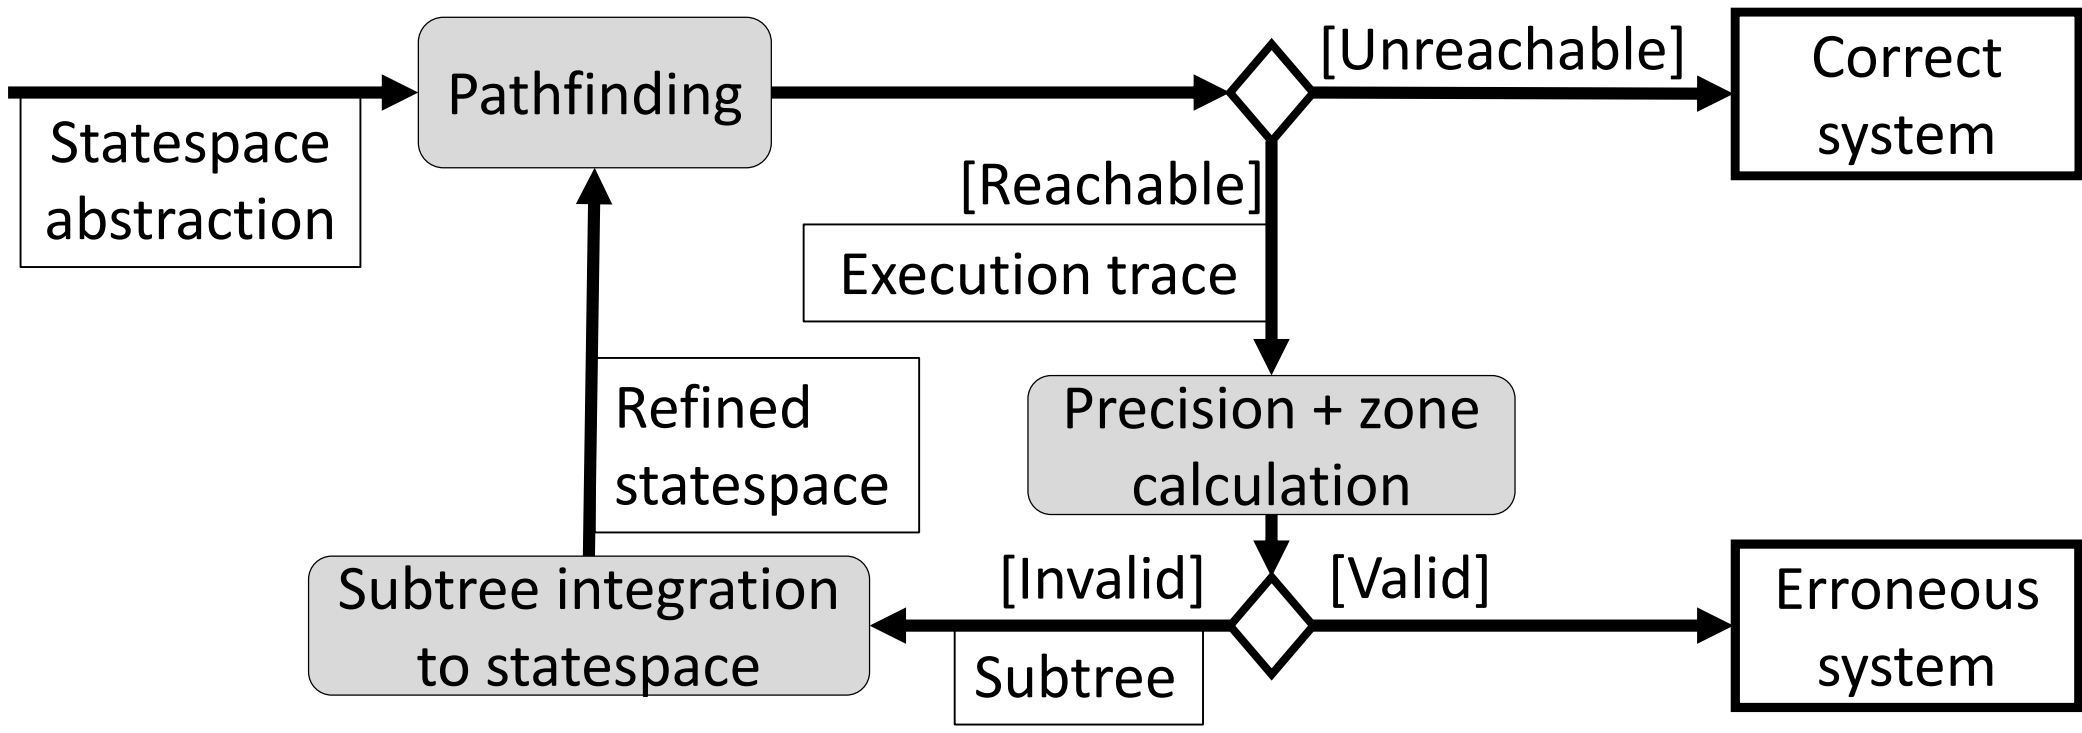 Statespace
abstraction
Pathfinding
[Unreachable]
Correct
system
[Reachable]
Execution trace
Precision + zone
calculation
[Invalid]
[Valid]
Erroneous
system
Subtree
Subtree integration
to statespace
Refined
statespace